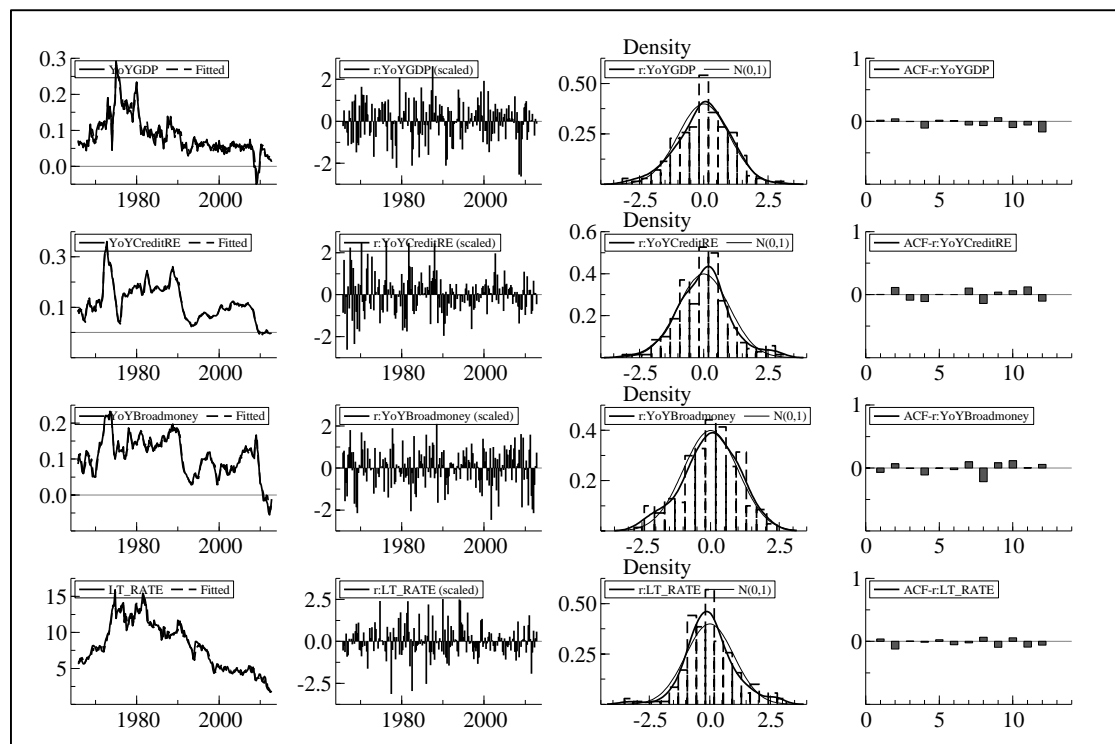 Density
YoYGDP Fitted
0.3
0.2
0.1
0.0
1980 2000
r:YoYGDP (scaled)
2
0
-2
1980 2000
r:YoYGDP N(0,1)
0.50
0.25
-2.5 0.0 2.5
ACF-r:YoYGDP
1
0
0 5 10
Density
YoYCreditRE Fitted
0.3
0.1
1980 2000
r:YoYCreditRE (scaled)
2
0
-2
1980 2000
r:YoYCreditRE N(0,1)
0.6
0.4
0.2
-2.5 0.0 2.5
ACF-r:YoYCreditRE
1
0
0 5 10
Density
YoYBroadmoney Fitted
0.2
0.1
0.0
1980 2000
r:YoYBroadmoney (scaled)
2
0
-2
1980 2000
r:YoYBroadmoney N(0,1)
0.4
0.2
-2.5 0.0 2.5
ACF-r:YoYBroadmoney
1
0
0 5 10
Density
LT_RATE Fitted
15
10
5
1980 2000
r:LT_RATE (scaled)
2.5
0.0
-2.5
1980 2000
r:LT_RATE N(0,1)
0.50
0.25
-2.5 0.0 2.5
ACF-r:LT_RATE
1
0
0 5 10